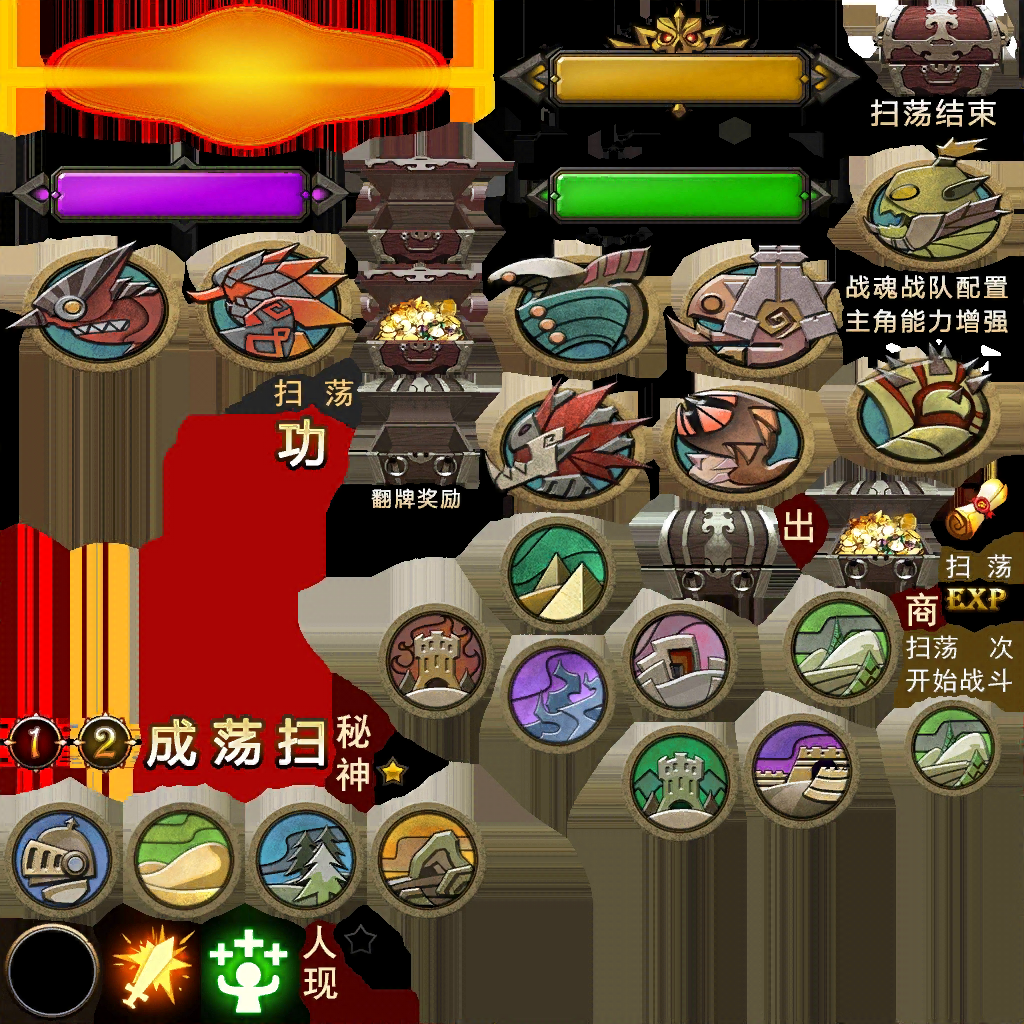 扫荡结束
战魂战队配置
主角能力增强
扫 荡
功
翻牌奖励
出
扫 荡
EXP
商
扫荡 次
开始战斗
1
2
成荡扫
秘
神
人
现